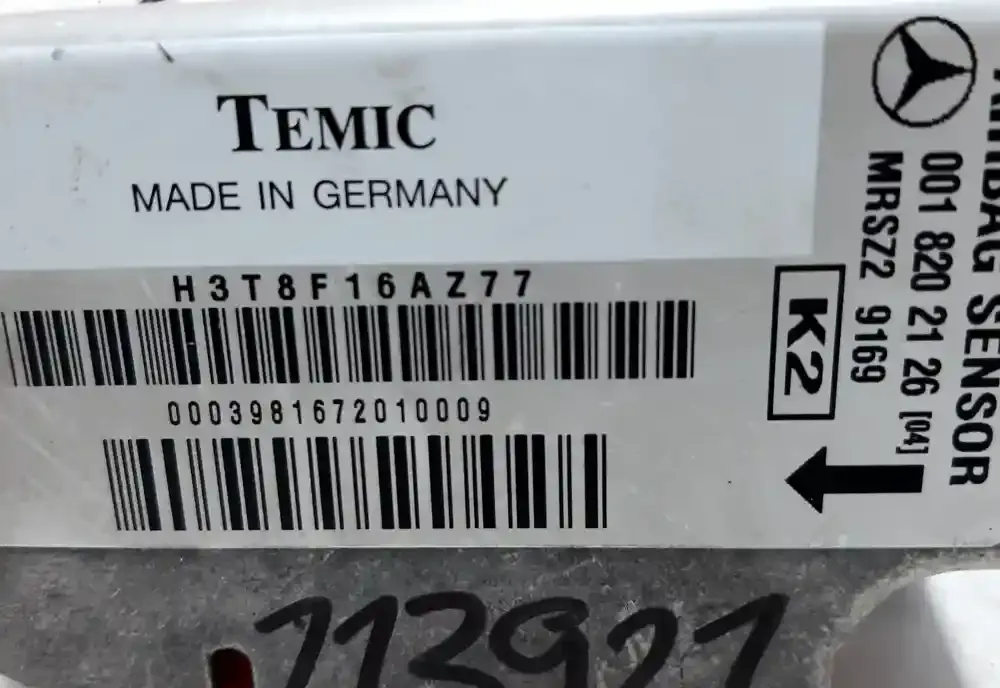 TEMIC
MADE IN GERMANY
H3T8F16AZ77
0003981672010009
AIRBAG SENSOR
001 820 21 26 [04]
MRSZ2 9169
K2